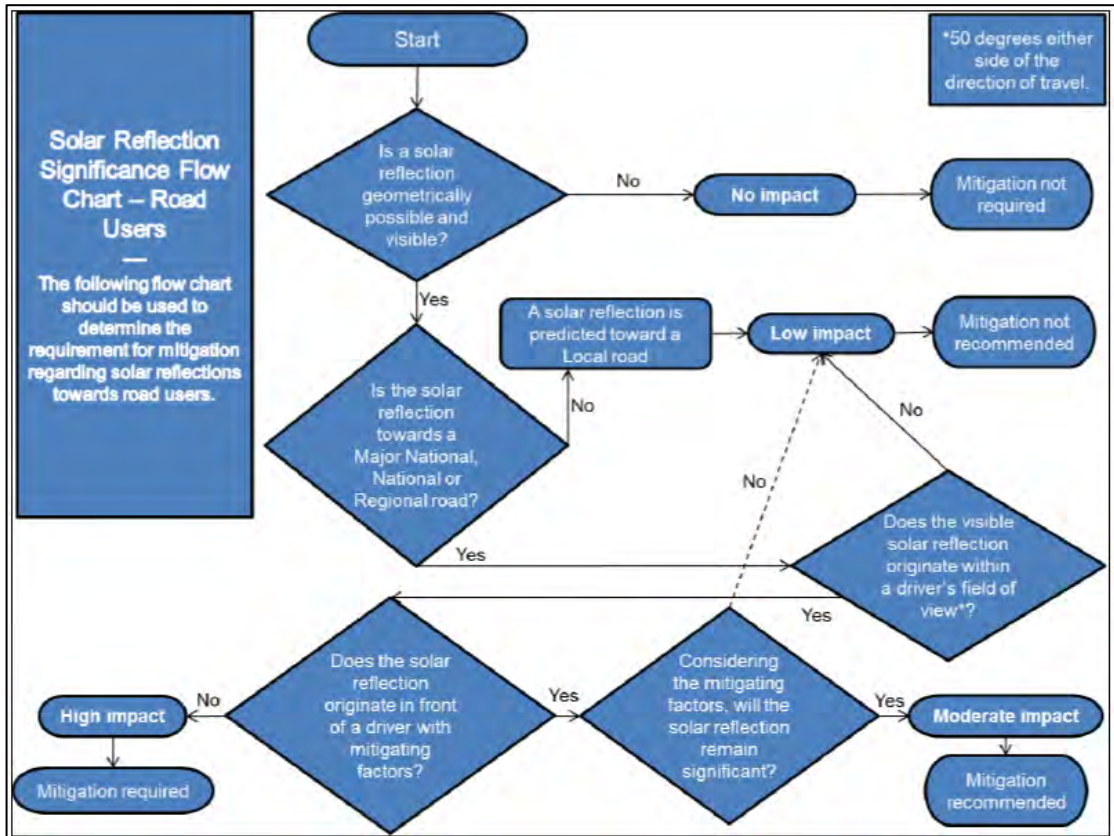 Solar Reflection
Significance Flow
Chart – Road
Users
—
The following flow chart
should be used to
determine the
requirement for mitigation
regarding solar reflections
towards road users.
Start
*50 degrees either
side of the
direction of travel.
Is a solar
reflection
geometrically
possible and
visible?
No
No impact
Mitigation not
required
Yes
A solar reflection is
predicted toward a
Local road
Low impact
Mitigation not
recommended
Is the solar
reflection
towards a
Major National,
National or
Regional road?
No
No
No
Yes
Does the visible
solar reflection
originate within
a driver's field of
view*?
Yes
Does the solar
reflection
originate in front
of a driver with
mitigating
factors?
No
High impact
Mitigation required
Yes
Considering
the mitigating
factors, will the
solar reflection
remain
significant?
Yes
Moderate impact
Mitigation
recommended